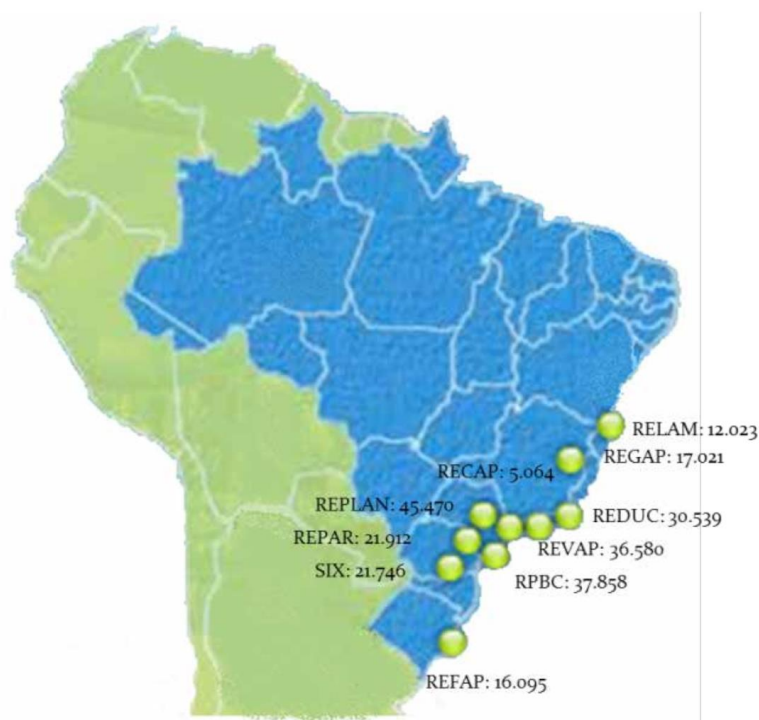 RELAM: 12.023
REGAP: 17.021
RECAP: 5.064
REPLAN: 45.470
REDUC: 30.539
REPAR: 21.912
REVAP: 36.580
SIX: 21.746
RPBC: 37.858
REFAP: 16.095